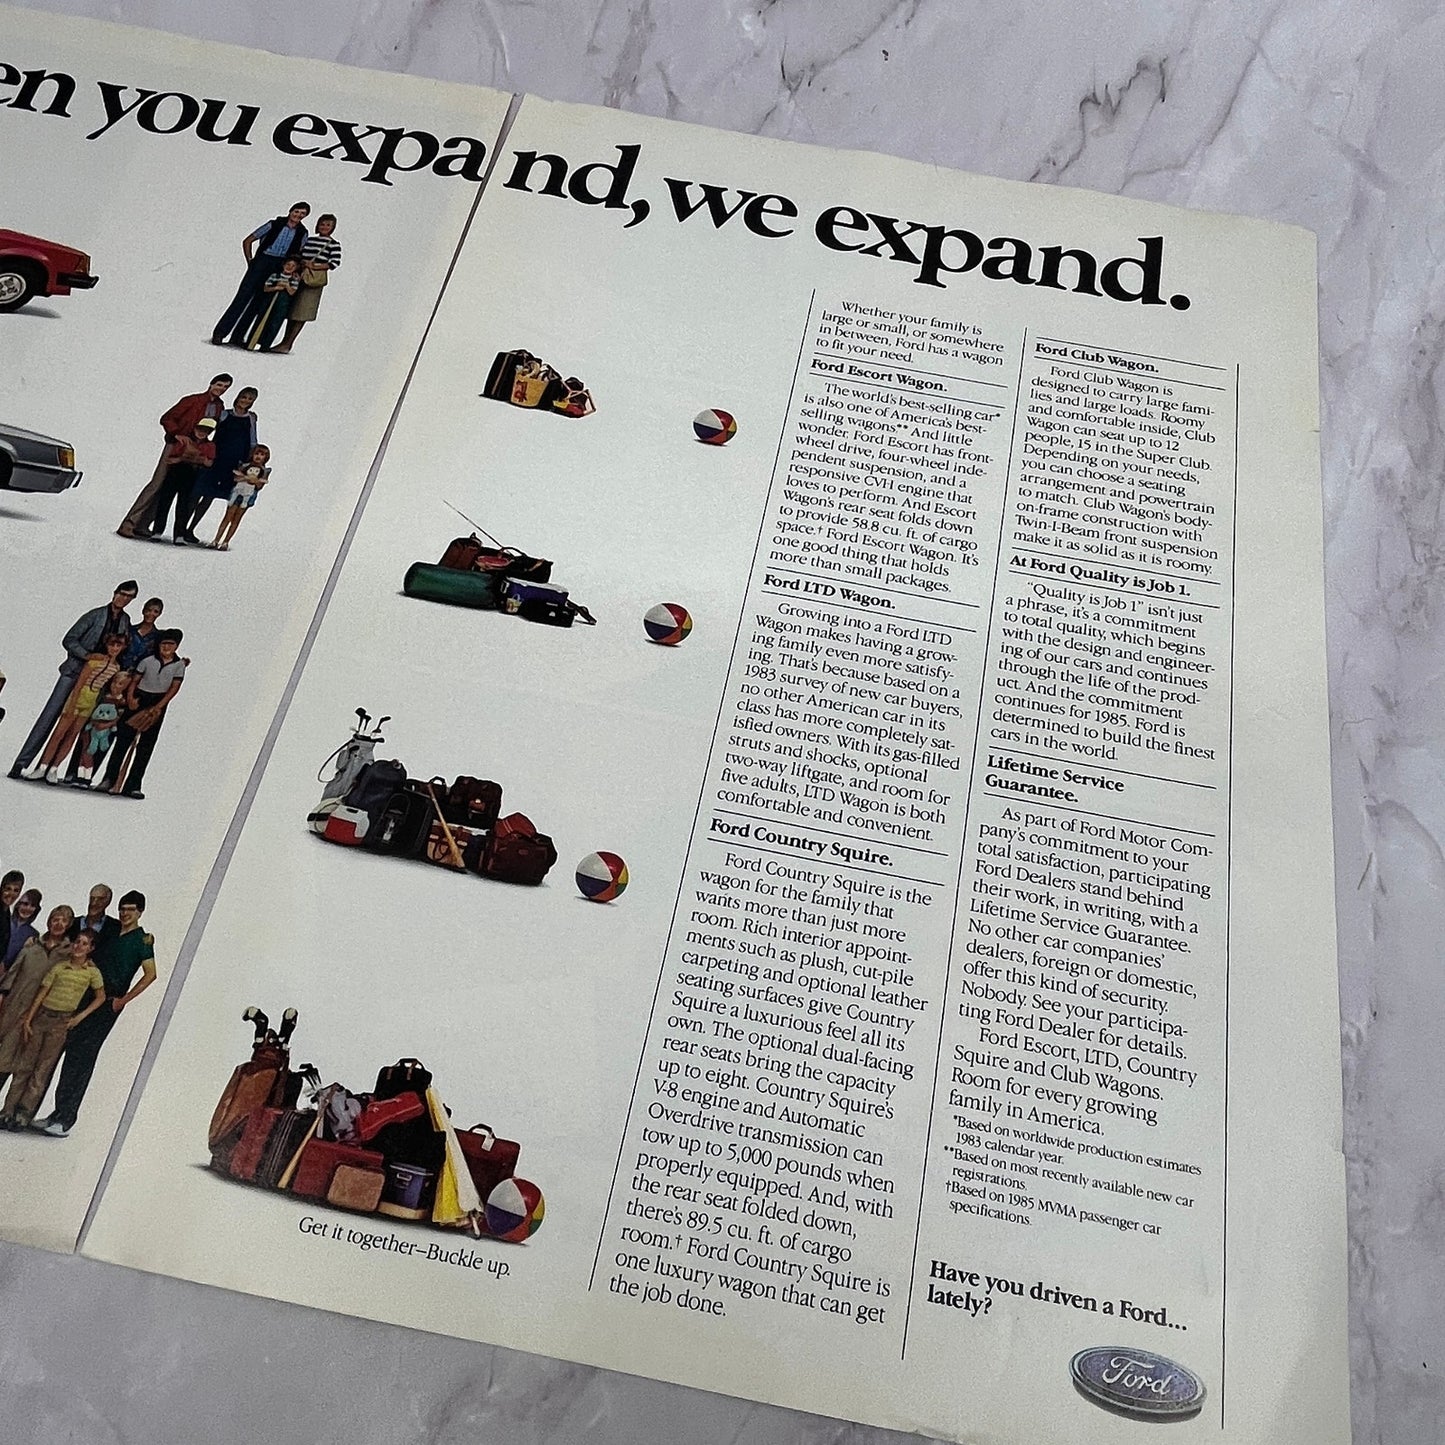 en you expand, we expand.
Whether your family is
large or small, or somewhere
in between, Ford has a wagon
to fit your need.
Ford Escort Wagon.
The world's best-selling car*
is also one of America's best-
selling wagons.** And little
wonder. Ford Escort has front-
wheel drive, four-wheel inde-
pendent suspension, and a
responsive CVH engine that
loves to perform. And Escort
Wagon's rear seat folds down
to provide 58.8 cu. ft. of cargo
space.† Ford Escort Wagon. It's
one good thing that holds
more than small packages.
Ford LTD Wagon.
Growing into a Ford LTD
Wagon makes having a grow-
ing family even more satisfy-
ing. That's because based on a
1983 survey of new car buyers,
no other American car in its
class has more completely sat-
isfied owners. With its gas-filled
struts and shocks, optional
two-way liftgate, and room for
five adults, LTD Wagon is both
comfortable and convenient.
Ford Country Squire.
Ford Country Squire is the
wagon for the family that
wants more than just more
room. Rich interior appoint-
ments such as plush, cut-pile
carpeting and optional leather
seating surfaces give Country
Squire a luxurious feel all its
own. The optional dual-facing
rear seats bring the capacity
up to eight. Country Squire's
V-8 engine and Automatic
Overdrive transmission can
tow up to 5,000 pounds when
properly equipped. And, with
the rear seat folded down,
there's 89.5 cu. ft. of cargo
room.† Ford Country Squire is
one luxury wagon that can get
the job done.
Ford Club Wagon.
Ford Club Wagon is
designed to carry large fami-
lies and large loads. Roomy
and comfortable inside, Club
Wagon can seat up to 12
people, 15 in the Super Club.
Depending on your needs,
you can choose a seating
arrangement and powertrain
to match. Club Wagon's body-
on-frame construction with
Twin-I-Beam front suspension
make it as solid as it is roomy.
At Ford Quality is Job 1.
"Quality is Job 1" isn't just
a phrase, it's a commitment
to total quality, which begins
with the design and engineer-
ing of our cars and continues
through the life of the prod-
uct. And the commitment
continues for 1985. Ford is
determined to build the finest
cars in the world.
Lifetime Service
Guarantee.
As part of Ford Motor Com-
pany's commitment to your
total satisfaction, participating
Ford Dealers stand behind
their work, in writing, with a
Lifetime Service Guarantee.
No other car companies'
dealers, foreign or domestic,
offer this kind of security.
Nobody. See your participa-
ting Ford Dealer for details.
Ford Escort, LTD, Country
Squire and Club Wagons.
Room for every growing
family in America.
*Based on worldwide production estimates
1983 calendar year.
**Based on most recently available new car
registrations.
†Based on 1985 MVMA passenger car
specifications.
Get it together–Buckle up.
Have you driven a Ford...
lately?
Ford